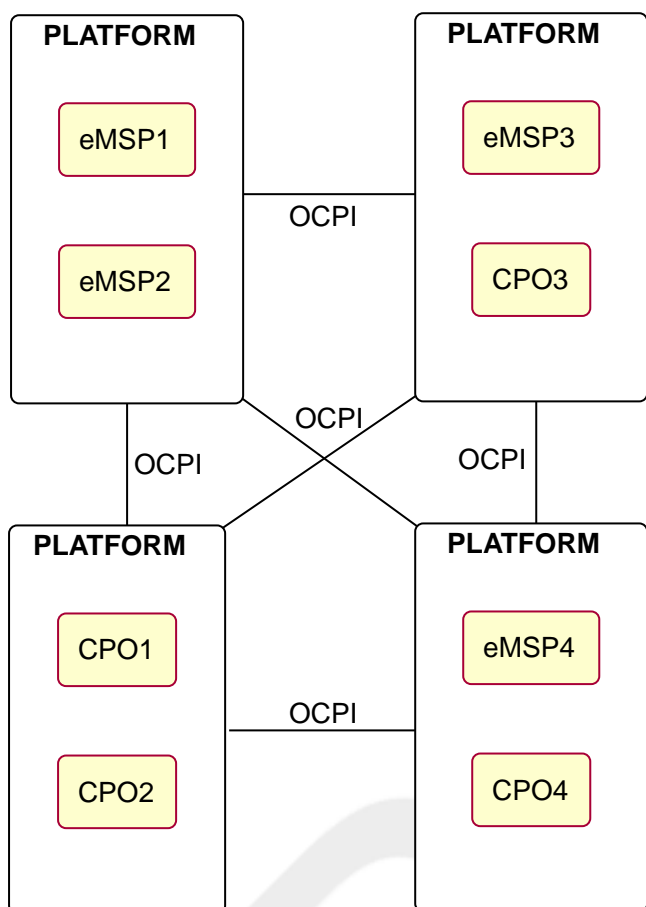 PLATFORM
eMSP1
eMSP2
PLATFORM
eMSP3
CPO3
OCPI
OCPI
OCPI
OCPI
PLATFORM
CPO1
CPO2
PLATFORM
eMSP4
CPO4
OCPI